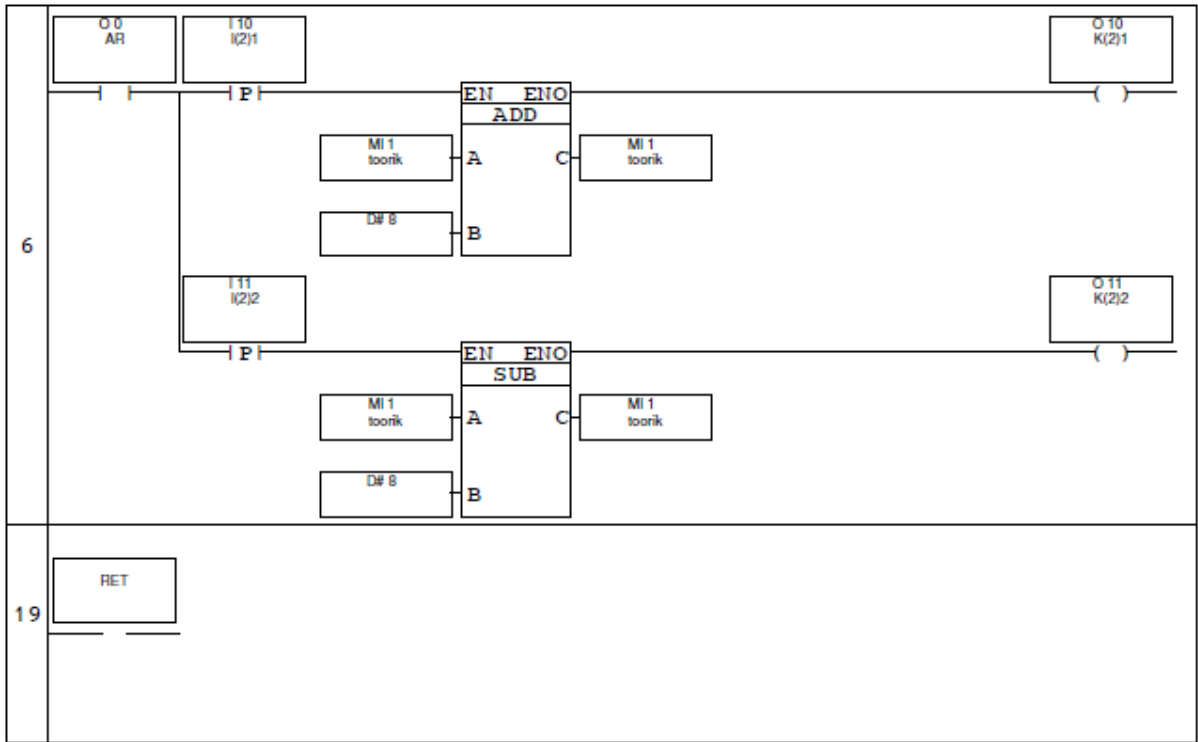 O 0
AR
I 10
I(2)1
O 10
K(2)1
P
EN ENO
ADD
MI 1
toorik
A
C
MI 1
toorik
D# 8
B
6
I 11
I(2)2
O 11
K(2)2
P
EN ENO
SUB
MI 1
toorik
A
C
MI 1
toorik
D# 8
B
RET
19